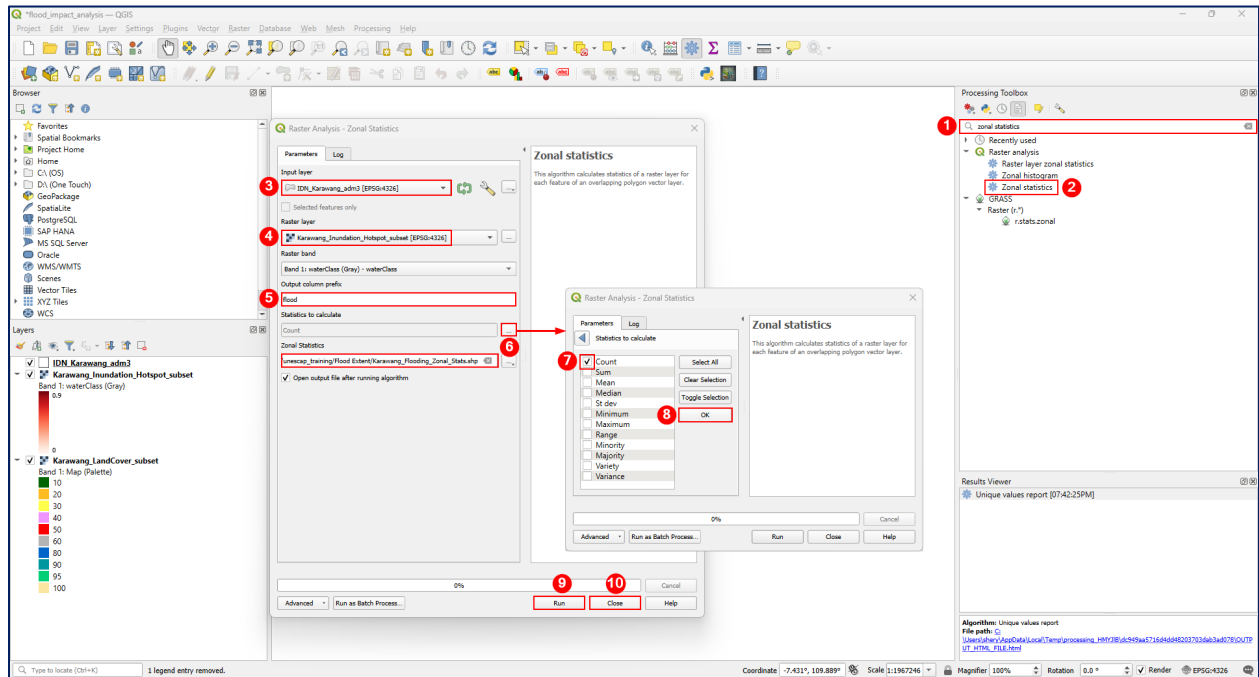 *flood_impact_analysis — QGIS
Project Edit View Layer Settings Plugins Vector Raster Database Web Mesh Processing Help
Browser
Favorites
Spatial Bookmarks
Project Home
Home
C:\ (OS)
D:\ (One Touch)
GeoPackage
SpatiaLite
PostgreSQL
SAP HANA
MS SQL Server
Oracle
WMS/WMTS
Scenes
Vector Tiles
XYZ Tiles
WCS
Layers
IDN_Karawang_adm3
Karawang_Inundation_Hotspot_subset
Band 1: waterClass (Gray)
0.9
0
Karawang_LandCover_subset
Band 1: Map (Palette)
10
20
30
40
50
60
80
90
95
100
Raster Analysis - Zonal Statistics
Parameters Log
Input layer
3 IDN_Karawang_adm3 [EPSG:4326]
Selected features only
Raster layer
4 Karawang_Inundation_Hotspot_subset [EPSG:4326]
Raster band
Band 1: waterClass (Gray) - waterClass
Output column prefix
5 flood
Statistics to calculate
Count
6
Zonal Statistics
unescap_training/Flood Extent/Karawang_Flooding_Zonal_Stats.shp
Open output file after running algorithm
Zonal statistics
This algorithm calculates statistics of a raster layer for
each feature of an overlapping polygon vector layer.
0% Cancel
9 10
Advanced Run as Batch Process... Run Close Help
Raster Analysis - Zonal Statistics
Parameters Log
Statistics to calculate
7 Count
Sum
Mean
Median
St dev
Minimum
Maximum
Range
Minority
Majority
Variety
Variance
Select All
Clear Selection
Toggle Selection
8 OK
Zonal statistics
This algorithm calculates statistics of a raster layer for
each feature of an overlapping polygon vector layer.
0% Cancel
Advanced Run as Batch Process... Run Close Help
Processing Toolbox
1 zonal statistics
Recently used
Raster analysis
Raster layer zonal statistics
Zonal histogram
Zonal statistics 2
GRASS
Raster (r.*)
r.stats.zonal
Results Viewer
Unique values report [07:42:25PM]
Algorithm: Unique values report
File path: C:
Type to locate (Ctrl+K) 1 legend entry removed. Coordinate -7.431°, 109.889° Scale 1:1967246 Magnifier 100% Rotation 0.0 ° Render EPSG:4326